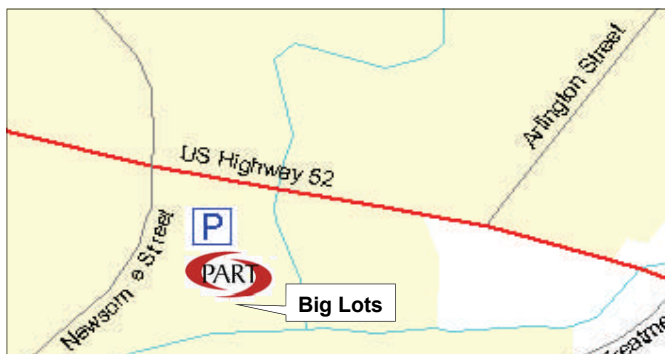 Arlington Street
US Highway 52
Newsom e Street
P
PART
Big Lots